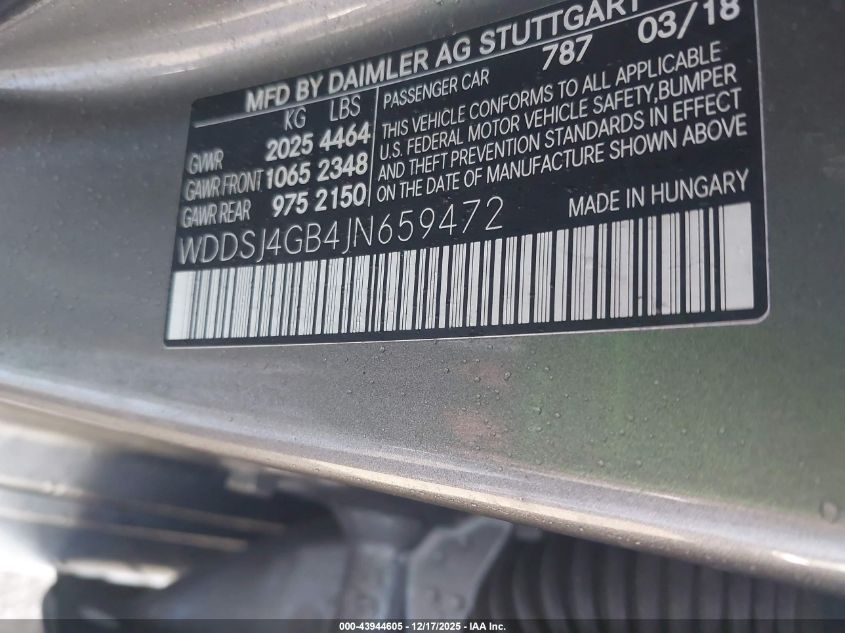 MFD BY DAIMLER AG STUTTGART
787 03/18
KG LBS
GVWR 2025 4464
GAWR FRONT 1065 2348
GAWR REAR 975 2150
PASSENGER CAR
THIS VEHICLE CONFORMS TO ALL APPLICABLE
U.S. FEDERAL MOTOR VEHICLE SAFETY, BUMPER
AND THEFT PREVENTION STANDARDS IN EFFECT
ON THE DATE OF MANUFACTURE SHOWN ABOVE
WDDSJ4GB4JN659472
MADE IN HUNGARY
000-43944605 - 12/17/2025 - IAA Inc.